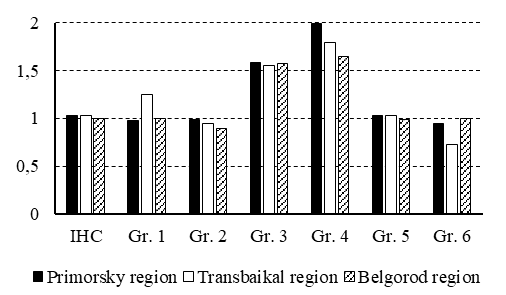 2
1,5
1
0,5
0
IHC Gr. 1 Gr. 2 Gr. 3 Gr. 4 Gr. 5 Gr. 6
Primorsky region Transbaikal region Belgorod region